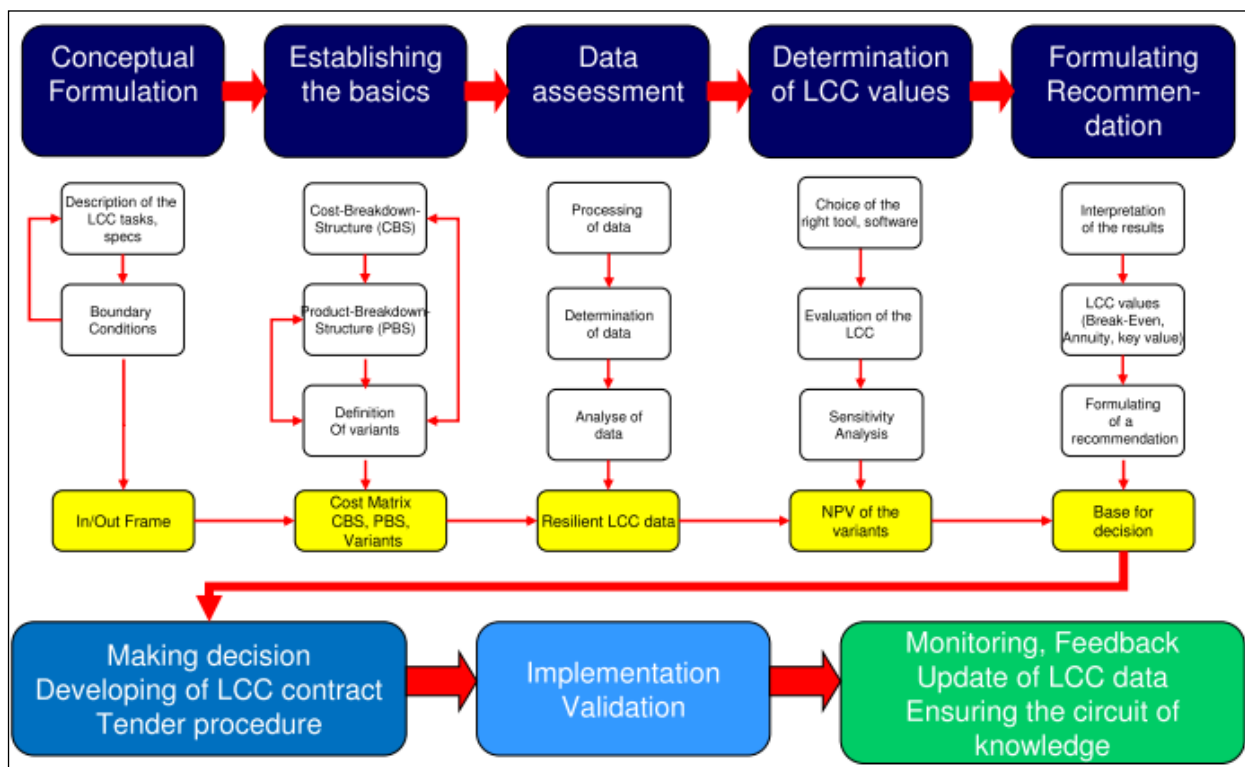 Conceptual
Formulation
Establishing
the basics
Data
assessment
Determination
of LCC values
Formulating
Recommen-
dation
Description of the
LCC tasks,
specs
Boundary
Conditions
In/Out Frame
Cost-Breakdown-
Structure (CBS)
Product-Breakdown-
Structure (PBS)
Definition
Of variants
Cost Matrix
CBS, PBS,
Variants
Processing
of data
Determination
of data
Analyse of
data
Resilient LCC data
Choice of the
right tool, software
Evaluation of the
LCC
Sensitivity
Analysis
NPV of the
variants
Interpretation
of the results
LCC values
(Break-Even,
Annuity, key value)
Formulating
of a
recommendation
Base for
decision
Making decision
Developing of LCC contract
Tender procedure
Implementation
Validation
Monitoring, Feedback
Update of LCC data
Ensuring the circuit of
knowledge